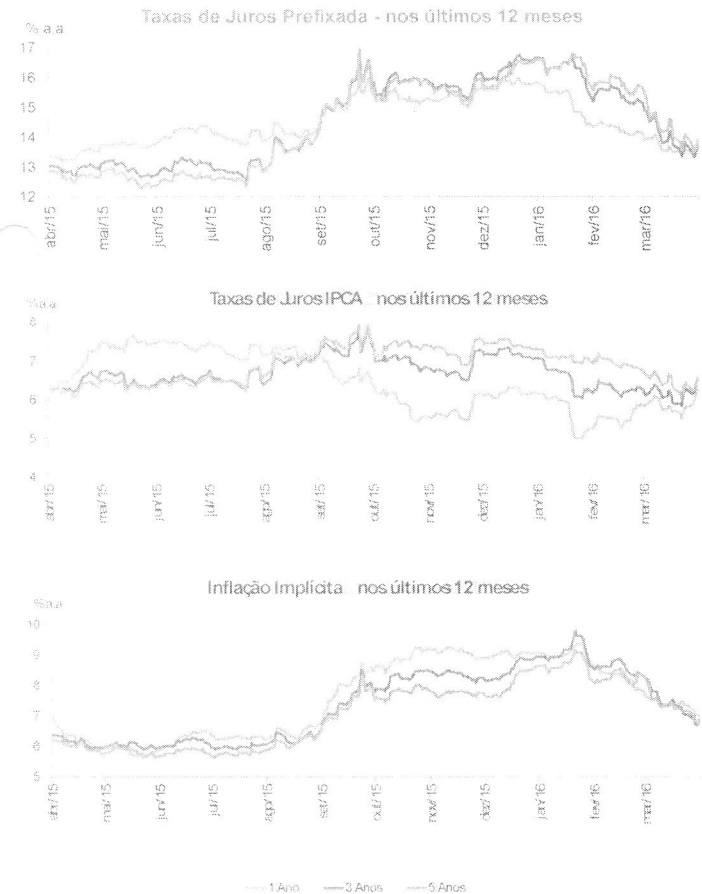 Taxas de Juros Prefixada - nos últimos 12 meses
% a.a
17
16
15
14
13
12
abr/15 mai/15 jun/15 jul/15 ago/15 set/15 out/15 nov/15 dez/15 jan/16 fev/16 mar/16
Taxas de Juros IPCA nos últimos 12 meses
% a.a
8
7
6
5
4
abr/15 mai/15 jun/15 jul/15 ago/15 set/15 out/15 nov/15 dez/15 jan/16 fev/16 mar/16
Inflação Implícita nos últimos 12 meses
% a.a
10
9
8
7
6
5
abr/15 mai/15 jun/15 jul/15 ago/15 set/15 out/15 nov/15 dez/15 jan/16 fev/16 mar/16
1 Ano 3 Anos 5 Anos